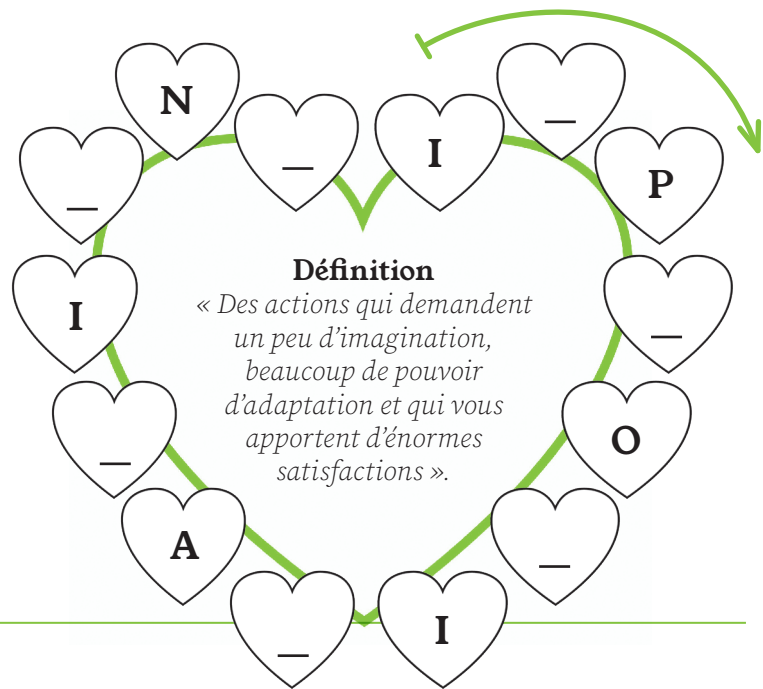 I
_
P
_
O
_
I
_
A
_
I
_
N
_
Définition
« Des actions qui demandent
un peu d’imagination,
beaucoup de pouvoir
d’adaptation et qui vous
apportent d’énormes
satisfactions ».